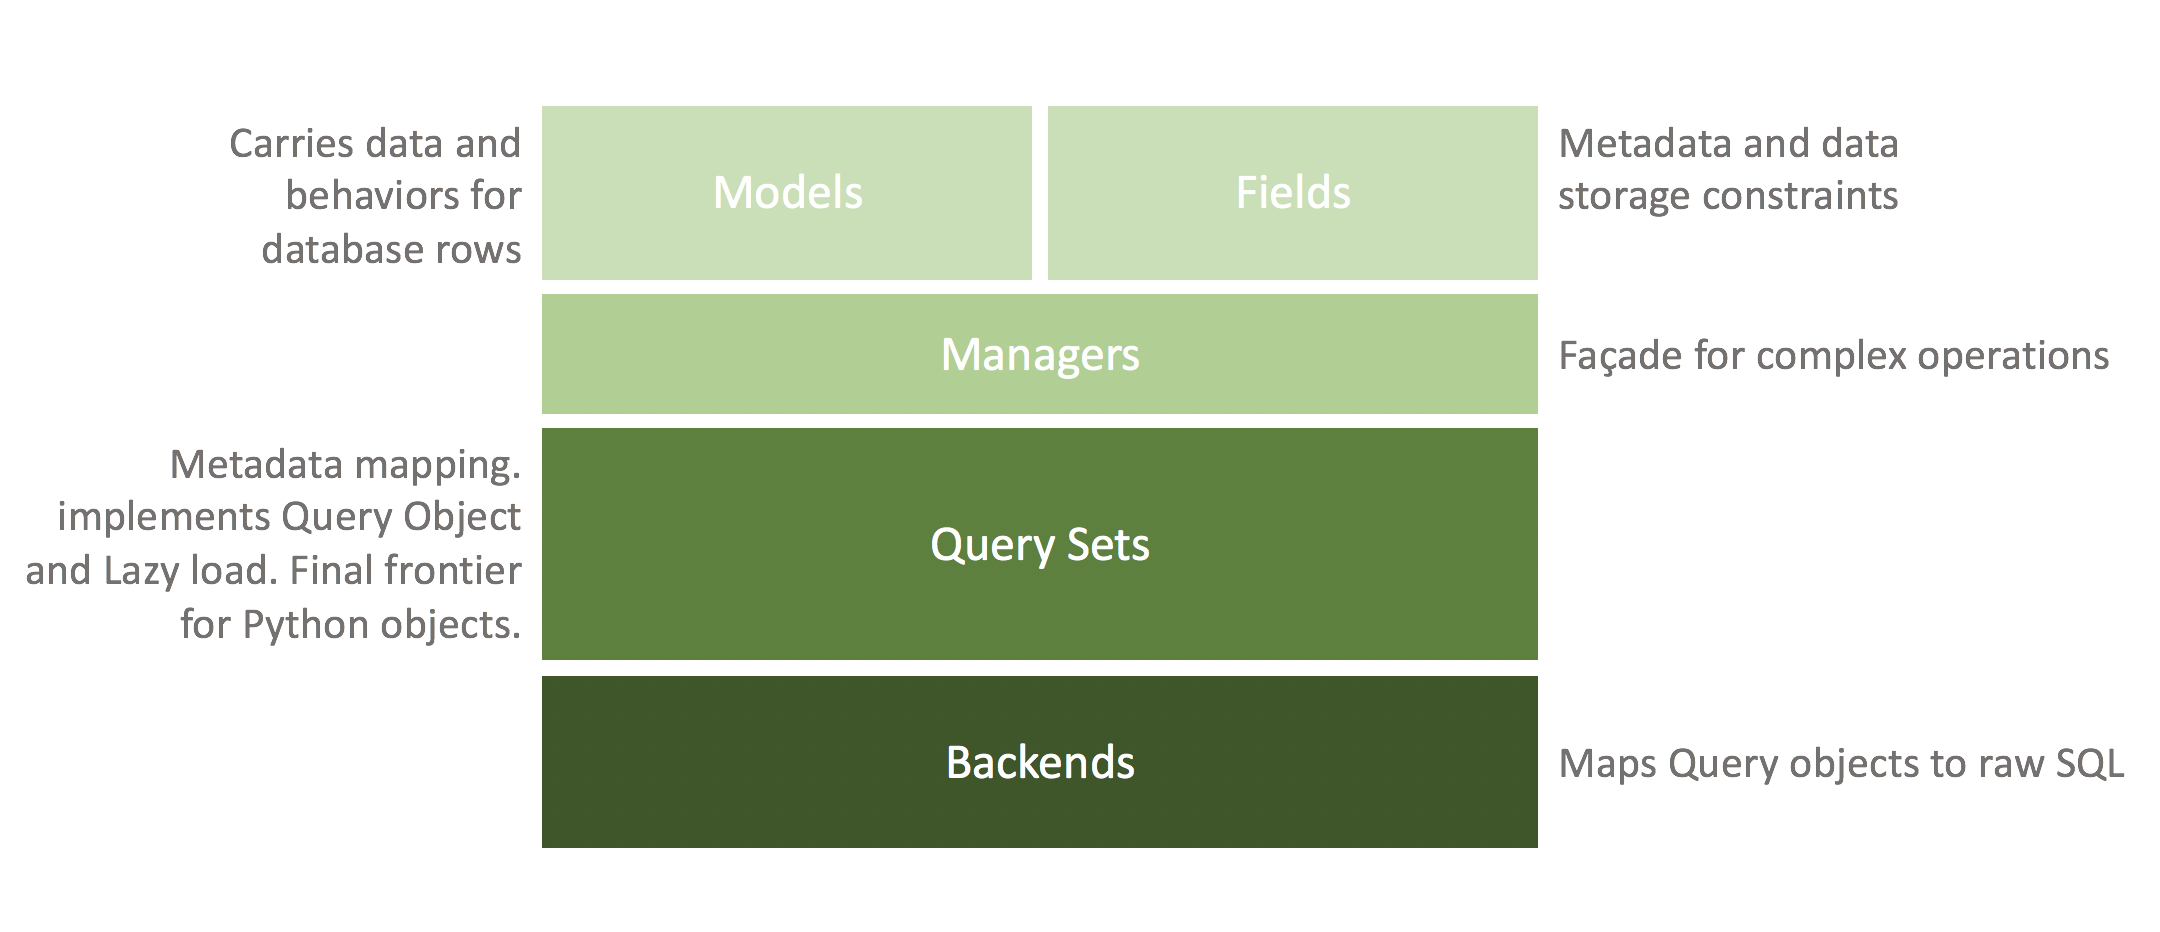 Carries data and
behaviors for
database rows
Models
Fields
Metadata and data
storage constraints
Managers
Façade for complex operations
Metadata mapping.
implements Query Object
and Lazy load. Final frontier
for Python objects.
Query Sets
Backends
Maps Query objects to raw SQL